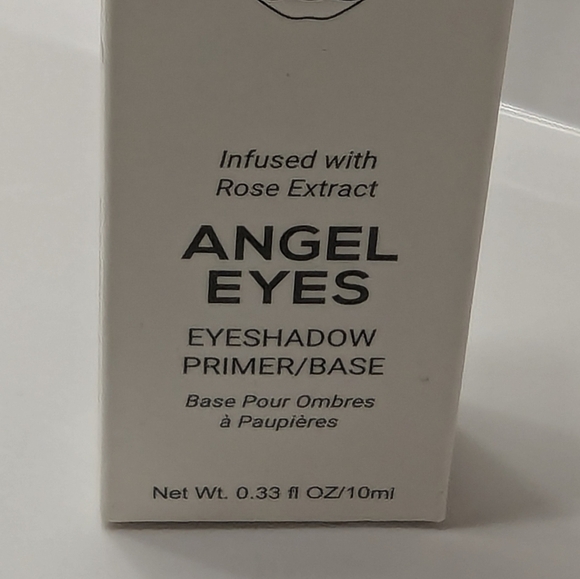 Infused with
Rose Extract
ANGEL
EYES
EYESHADOW
PRIMER/BASE
Base Pour Ombres
à Paupières
Net Wt. 0.33 fl OZ/10ml